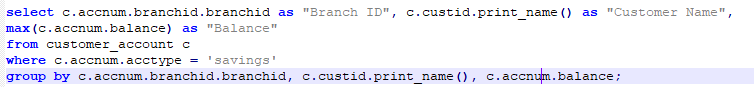 select c.accnum.branchid.branchid as "Branch ID", c.custid.print_name() as "Customer Name",
max(c.accnum.balance) as "Balance"
from customer_account c
where c.accnum.acctype = 'savings'
group by c.accnum.branchid.branchid, c.custid.print_name(), c.accnum.balance;